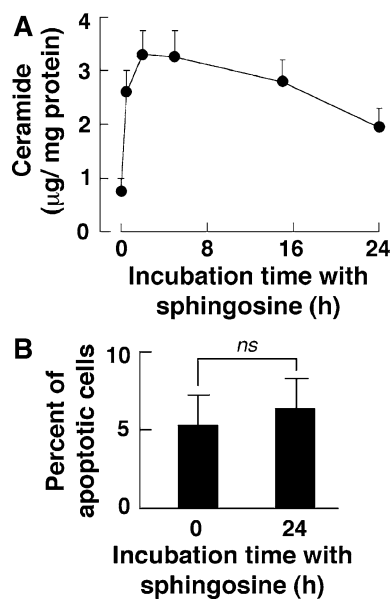 A
Ceramide
(μg/ mg protein)
4
3
2
1
0
0 8 16 24
Incubation time with
sphingosine (h)
B
Percent of
apoptotic cells
10
5
0
ns
0 24
Incubation time with
sphingosine (h)